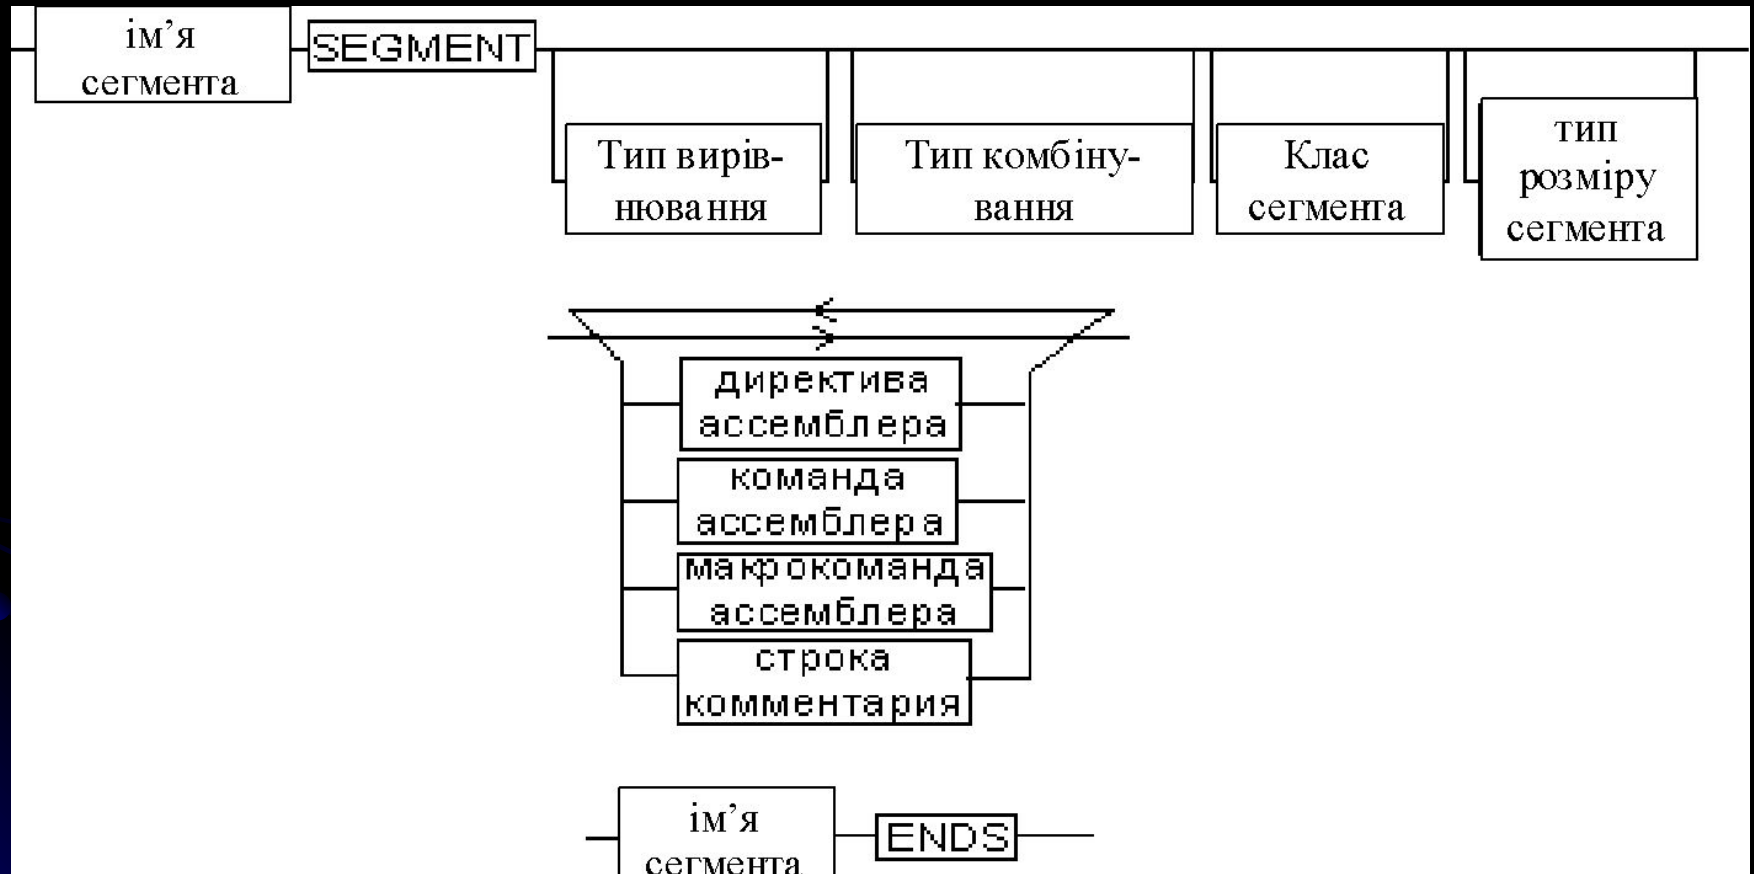 ім’я
сегмента
SEGMENT
Тип вирів-
нювання
Тип комбіну-
вання
Клас
сегмента
тип
розміру
сегмента
директива
ассемблера
команда
ассемблера
макрокоманда
ассемблера
строка
комментария
ім’я
сегмента
ENDS